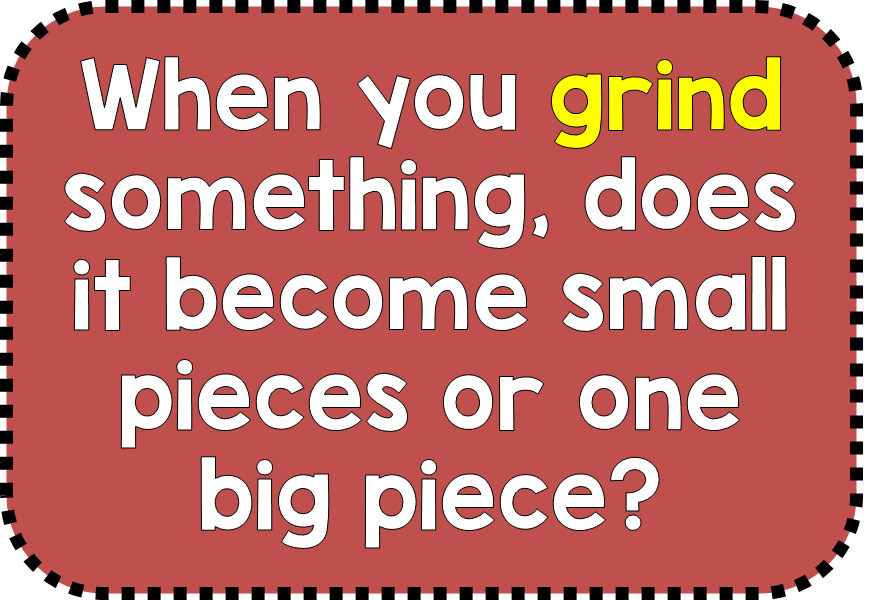 When you grind
something, does
it become small
pieces or one
big piece?